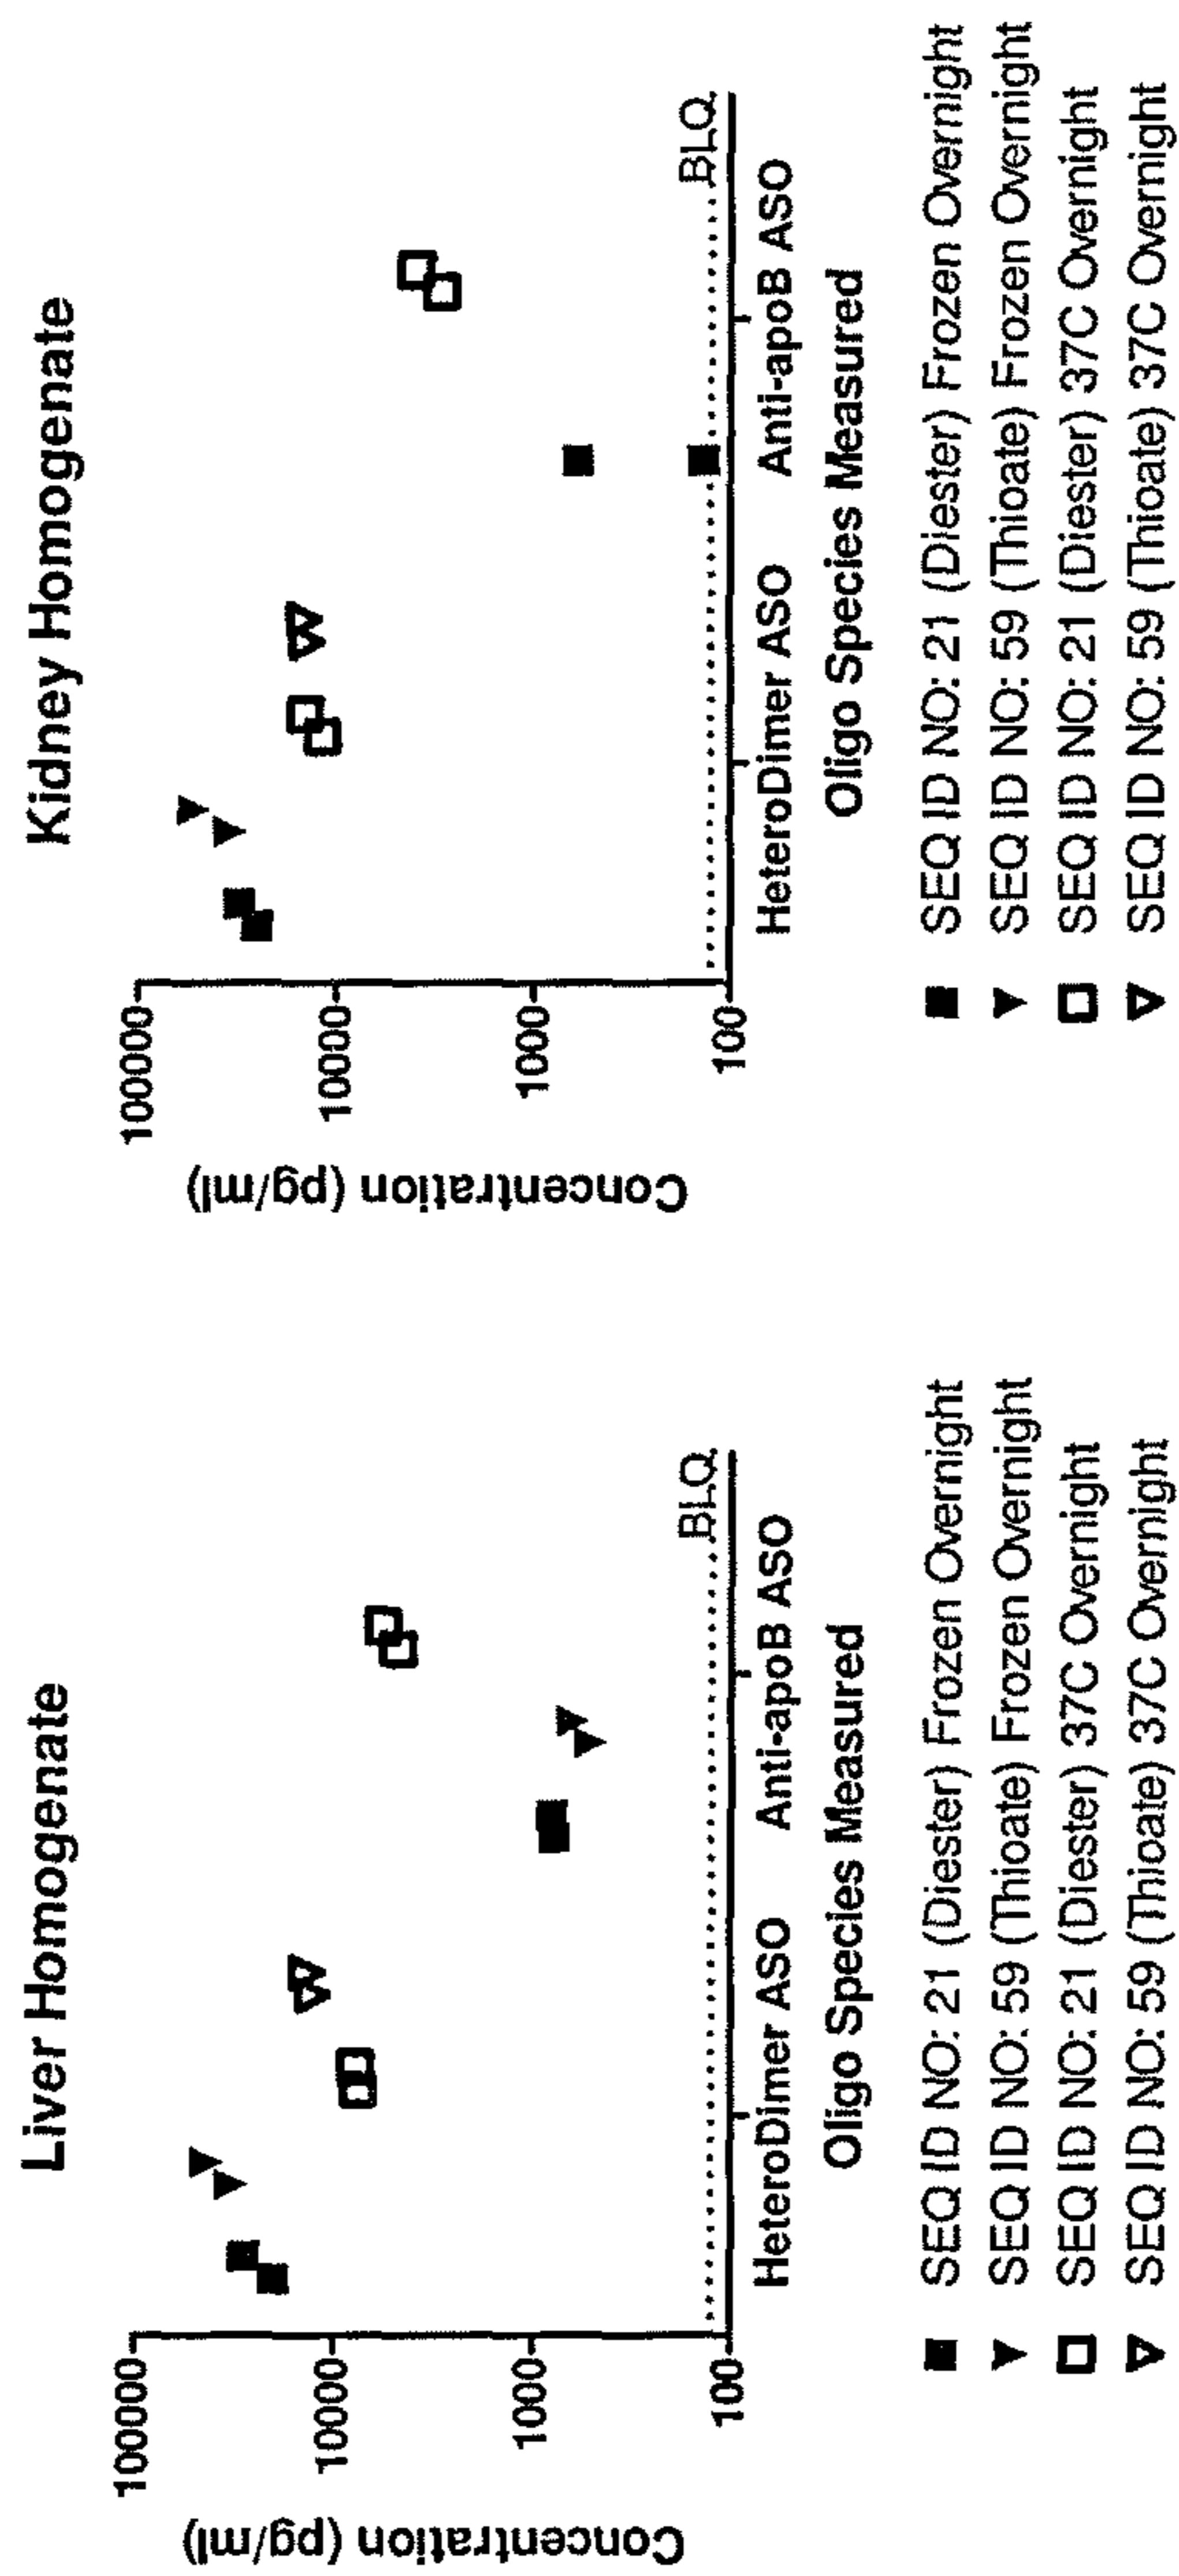 Liver Homogenate
Concentration (pg/ml)
100000
10000
1000
100
BLQ
HeteroDimer ASO
Anti-apoB ASO
Oligo Species Measured
SEQ ID NO: 21 (Diester) Frozen Overnight
SEQ ID NO: 59 (Thioate) Frozen Overnight
SEQ ID NO: 21 (Diester) 37C Overnight
SEQ ID NO: 59 (Thioate) 37C Overnight
Kidney Homogenate
Concentration (pg/ml)
100000
10000
1000
100
BLQ
HeteroDimer ASO
Anti-apoB ASO
Oligo Species Measured
SEQ ID NO: 21 (Diester) Frozen Overnight
SEQ ID NO: 59 (Thioate) Frozen Overnight
SEQ ID NO: 21 (Diester) 37C Overnight
SEQ ID NO: 59 (Thioate) 37C Overnight